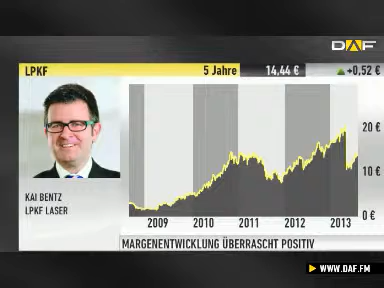 DAF
LPKF 5 Jahre 14,44 € +0,52 €
20 €
10 €
0 €
2009 2010 2011 2012 2013
KAI BENTZ
LPKF LASER
MARGENENTWICKLUNG ÜBERRASCHT POSITIV
WWW.DAF.FM